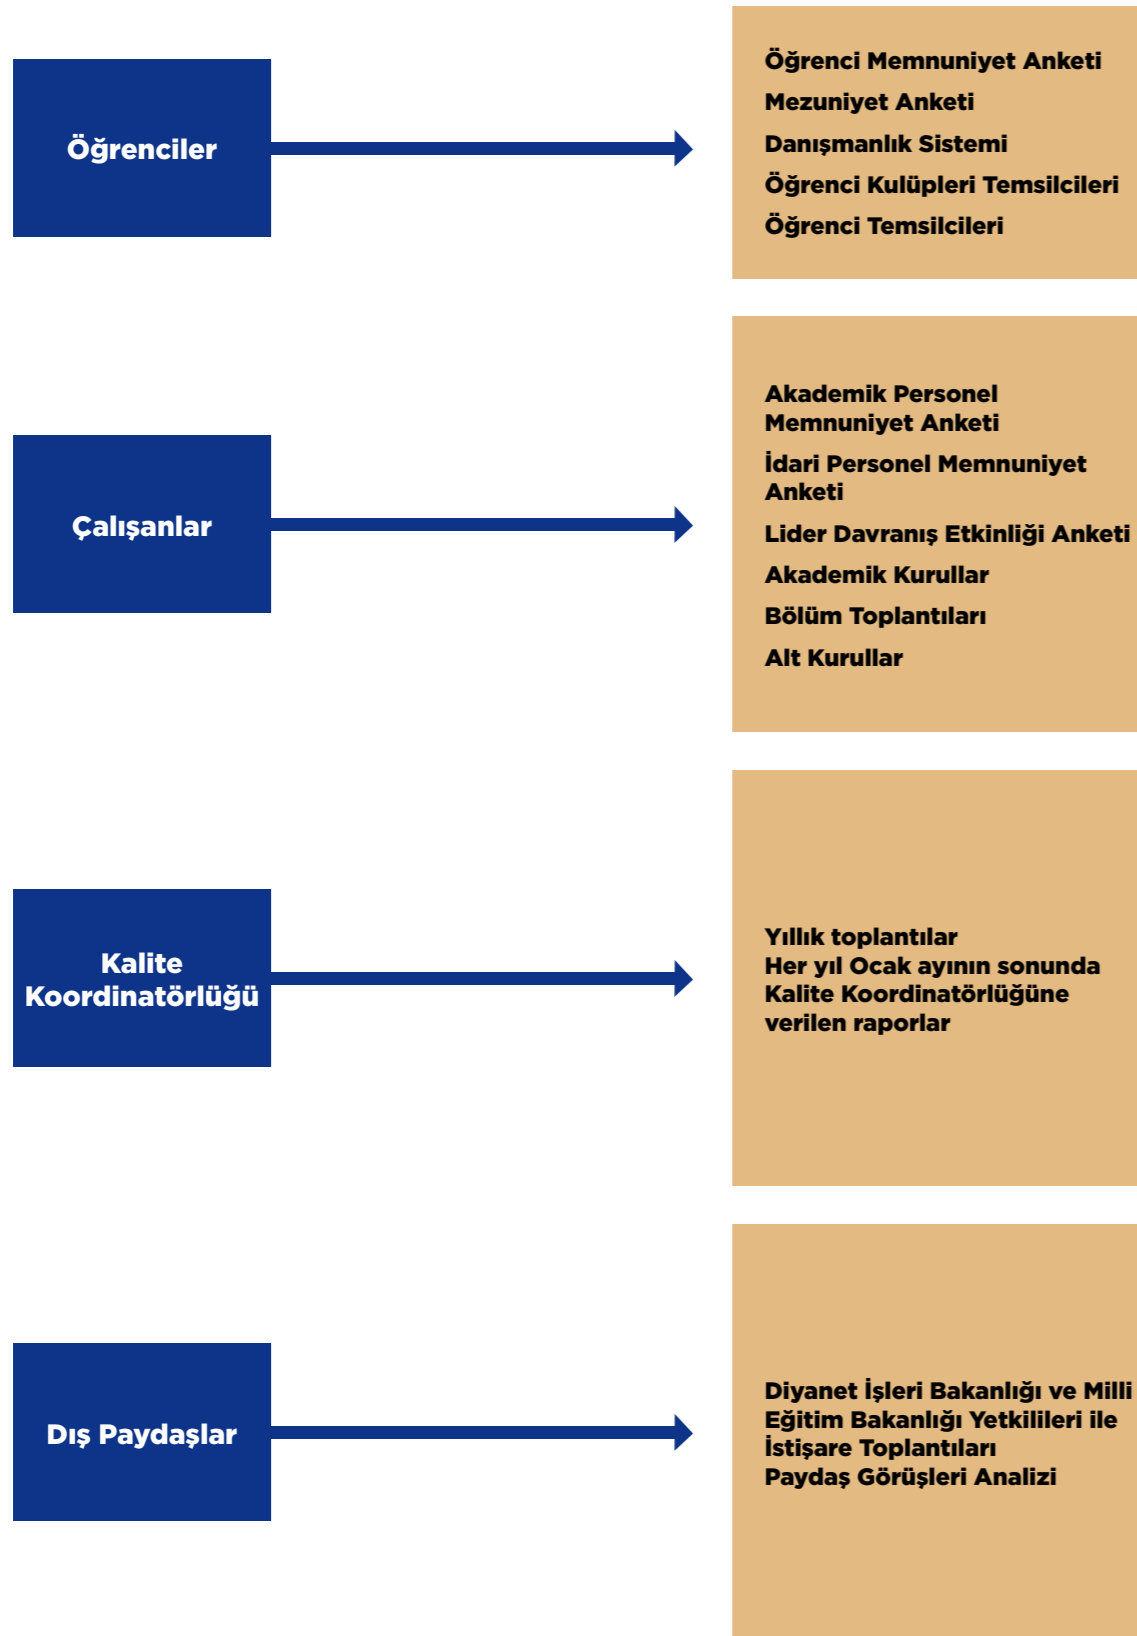 Öğrenciler
Öğrenci Memnuniyet Anketi
Mezuniyet Anketi
Danışmanlık Sistemi
Öğrenci Kulüpleri Temsilcileri
Öğrenci Temsilcileri
Çalışanlar
Akademik Personel
Memnuniyet Anketi
İdari Personel Memnuniyet
Anketi
Lider Davranış Etkinliği Anketi
Akademik Kurullar
Bölüm Toplantıları
Alt Kurullar
Kalite
Koordinatörlüğü
Yıllık toplantılar
Her yıl Ocak ayının sonunda
Kalite Koordinatörlüğüne
verilen raporlar
Dış Paydaşlar
Diyanet İşleri Bakanlığı ve Milli
Eğitim Bakanlığı Yetkilileri ile
İstişare Toplantıları
Paydaş Görüşleri Analizi